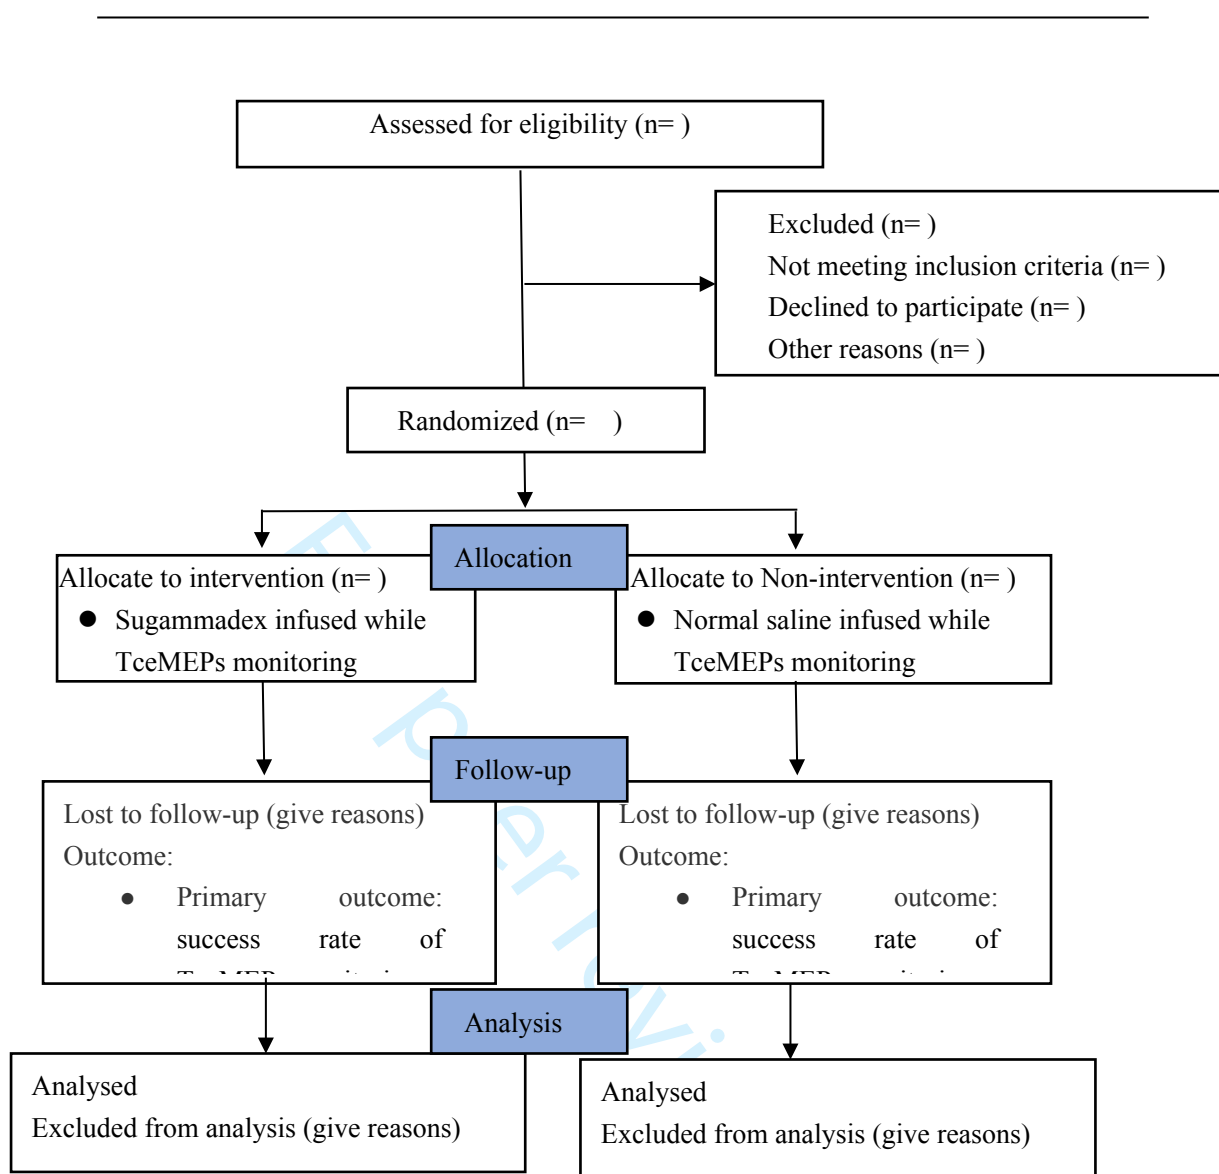 Assessed for eligibility (n= )
Excluded (n= )
Not meeting inclusion criteria (n= )
Declined to participate (n= )
Other reasons (n= )
Randomized (n=    )
Allocation
Allocate to intervention (n= )
● Sugammadex infused while
TceMEPs monitoring
Allocate to Non-intervention (n= )
● Normal saline infused while
TceMEPs monitoring
Follow-up
Lost to follow-up (give reasons)
Outcome:
● Primary outcome:
success rate of
Lost to follow-up (give reasons)
Outcome:
● Primary outcome:
success rate of
Analysis
Analysed
Excluded from analysis (give reasons)
Analysed
Excluded from analysis (give reasons)